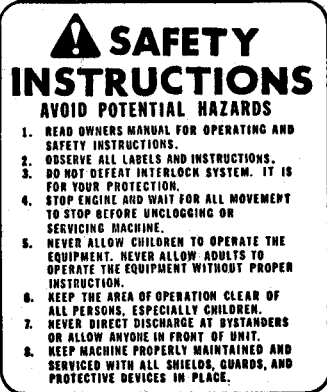 SAFETY
INSTRUCTIONS
AVOID POTENTIAL HAZARDS
1. READ OWNERS MANUAL FOR OPERATING AND
SAFETY INSTRUCTIONS.
2. OBSERVE ALL LABELS AND INSTRUCTIONS.
3. DO NOT DEFEAT INTERLOCK SYSTEM. IT IS
FOR YOUR PROTECTION.
4. STOP ENGINE AND WAIT FOR ALL MOVEMENT
TO STOP BEFORE UNCLOGGING OR
SERVICING MACHINE.
5. NEVER ALLOW CHILDREN TO OPERATE THE
EQUIPMENT. NEVER ALLOW ADULTS TO
OPERATE THE EQUIPMENT WITHOUT PROPER
INSTRUCTION.
6. KEEP THE AREA OF OPERATION CLEAR OF
ALL PERSONS, ESPECIALLY CHILDREN.
7. NEVER DIRECT DISCHARGE AT BYSTANDERS
OR ALLOW ANYONE IN FRONT OF UNIT.
8. KEEP MACHINE PROPERLY MAINTAINED AND
SERVICED WITH ALL SHIELDS, GUARDS, AND
PROTECTIVE DEVICES IN PLACE.